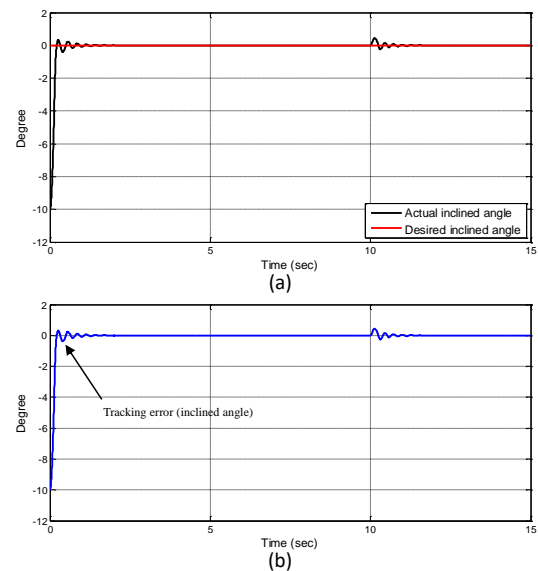 2
0
-2
-4
-6
-8
-10
-12
Degree
0
5
10
15
Time (sec)
Actual inclined angle
Desired inclined angle
(a)
2
0
-2
-4
-6
-8
-10
-12
Degree
Tracking error (inclined angle)
0
5
10
15
Time (sec)
(b)